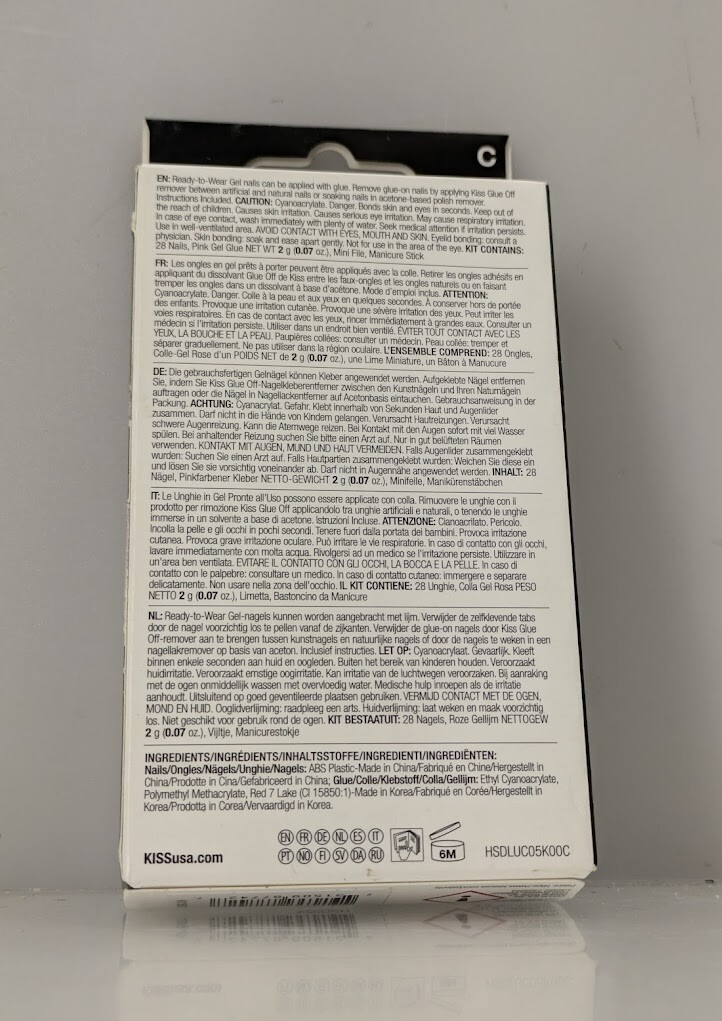 C
EN: Ready-to-Wear Gel nails can be applied with glue. Remove glue-on nails by applying Kiss Glue Off
remover between artificial and natural nails or soaking nails in acetone-based polish remover.
Instructions Included. CAUTION: Cyanoacrylate. Danger. Bonds skin and eyes in seconds. Keep out of
the reach of children. Causes skin irritation. Causes serious eye irritation. May cause respiratory irritation.
In case of eye contact, wash immediately with plenty of water. Seek medical attention if irritation persists.
Use in well-ventilated area. AVOID CONTACT WITH EYES, MOUTH AND SKIN. Eyelid bonding: consult a
physician. Skin bonding: soak and ease apart gently. Not for use in the area of the eye. KIT CONTAINS:
28 Nails, Pink Gel Glue NET WT 2 g (0.07 oz.), Mini File, Manicure Stick
FR: Les ongles en gel prêts à porter peuvent être appliqués avec la colle. Retirer les ongles adhésifs en
appliquant du dissolvant Glue Off de Kiss entre les faux-ongles et les ongles naturels ou en faisant
tremper les ongles dans un dissolvant à base d'acétone. Mode d'emploi inclus. ATTENTION:
Cyanoacrylate. Danger. Colle à la peau et aux yeux en quelques secondes. À conserver hors de portée
des enfants. Provoque une irritation cutanée. Provoque une sévère irritation des yeux. Peut irriter les
voies respiratoires. En cas de contact avec les yeux, rincer immédiatement à grandes eaux. Consulter un
médecin si l'irritation persiste. Utiliser dans un endroit bien ventilé. ÉVITER TOUT CONTACT AVEC LES
YEUX, LA BOUCHE ET LA PEAU. Paupières collées: consulter un médecin. Peau collée: tremper et
séparer graduellement. Ne pas utiliser dans la région oculaire. L'ENSEMBLE COMPREND: 28 Ongles,
Colle-Gel Rose d'un POIDS NET de 2 g (0.07 oz.), une Lime Miniature, un Bâton à Manucure
DE: Die gebrauchsfertigen Gelnägel können Kleber angewendet werden. Aufgeklebte Nägel entfernen
Sie, indem Sie Kiss Glue Off-Nagelkleberentferner zwischen den Kunstnägeln und Ihren Naturnägeln
auftragen oder die Nägel in Nagellackentferner auf Acetonbasis eintauchen. Gebrauchsanweisung in der
Packung. ACHTUNG: Cyanacrylat. Gefahr. Klebt innerhalb von Sekunden Haut und Augenlider
zusammen. Darf nicht in die Hände von Kindern gelangen. Verursacht Hautreizungen. Verursacht
schwere Augenreizung. Kann die Atemwege reizen. Bei Kontakt mit den Augen sofort mit viel Wasser
spülen. Bei anhaltender Reizung suchen Sie bitte einen Arzt auf. Nur in gut belüfteten Räumen
verwenden. KONTAKT MIT AUGEN, MUND UND HAUT VERMEIDEN. Falls Augenlider zusammengeklebt
wurden: Suchen Sie einen Arzt auf. Falls Hautpartien zusammengeklebt wurden: Weichen Sie diese ein
und lösen Sie sie vorsichtig voneinander ab. Darf nicht in Augennähe angewendet werden. INHALT: 28
Nägel, Pinkfarbener Kleber NETTO-GEWICHT 2 g (0.07 oz.), Minifeile, Manikürestäbchen
IT: Le Unghie in Gel Pronte all'Uso possono essere applicate con colla. Rimuovere le unghie con il
prodotto per rimozione Kiss Glue Off applicandolo tra unghie artificiali e naturali, o tenendo le unghie
immerse in un solvente a base di acetone. Istruzioni Incluse. ATTENZIONE: Cianoacrilato. Pericolo.
Incolla la pelle e gli occhi in pochi secondi. Tenere fuori dalla portata dei bambini. Provoca irritazione
cutanea. Provoca grave irritazione oculare. Può irritare le vie respiratorie. In caso di contatto con gli occhi,
lavare immediatamente con molta acqua. Rivolgersi ad un medico se l'irritazione persiste. Utilizzare in
un'area ben ventilata. EVITARE IL CONTATTO CON GLI OCCHI, LA BOCCA E LA PELLE. In caso di
contatto con le palpebre: consultare un medico. In caso di contatto cutaneo: immergere e separare
delicatamente. Non usare nella zona dell'occhio. IL KIT CONTIENE: 28 Unghie, Colla Gel Rosa PESO
NETTO 2 g (0.07 oz.), Limetta, Bastoncino da Manicure
NL: Ready-to-Wear Gel-nagels kunnen worden aangebracht met lijm. Verwijder de zelfklevende tabs
door de nagel voorzichtig los te pellen vanaf de zijkanten. Verwijder de glue-on nagels door Kiss Glue
Off-remover aan te brengen tussen kunstnagels en natuurlijke nagels of door de nagels te weken in een
nagellakremover op basis van aceton. Inclusief instructies. LET OP: Cyanoacrylaat. Gevaarlijk. Kleeft
binnen enkele seconden aan huid en oogleden. Buiten het bereik van kinderen houden. Veroorzaakt
huidirritatie. Veroorzaakt ernstige oogirritatie. Kan irritatie van de luchtwegen veroorzaken. Bij aanraking
met de ogen onmiddellijk wassen met overvloedig water. Medische hulp inroepen als de irritatie
aanhoudt. Uitsluitend op goed geventileerde plaatsen gebruiken. VERMIJD CONTACT MET DE OGEN,
MOND EN HUID. Ooglidverlijming: raadpleeg een arts. Huidverlijming: laat weken en maak voorzichtig
los. Niet geschikt voor gebruik rond de ogen. KIT BESTAATUIT: 28 Nagels, Roze Gellijm NETTOGEW
2 g (0.07 oz.), Vijltje, Manicurestokje
INGREDIENTS/INGRÉDIENTS/INHALTSSTOFFE/INGREDIENTI/INGREDIËNTEN:
Nails/Ongles/Nägel/Unghie/Nagels: ABS Plastic-Made in China/Fabriqué en Chine/Hergestellt in
China/Prodotte in Cina/Gefabriceerd in China; Glue/Colle/Klebstoff/Colla/Gellijm: Ethyl Cyanoacrylate,
Polymethyl Methacrylate, Red 7 Lake (CI 15850:1)-Made in Korea/Fabriqué en Corée/Hergestellt in
Korea/Prodotta in Corea/Vervaardigd in Korea.
EN FR DE NL ES IT
PT NO FI SV DA RU
KISSusa.com
6M
HSDLUC05K00C